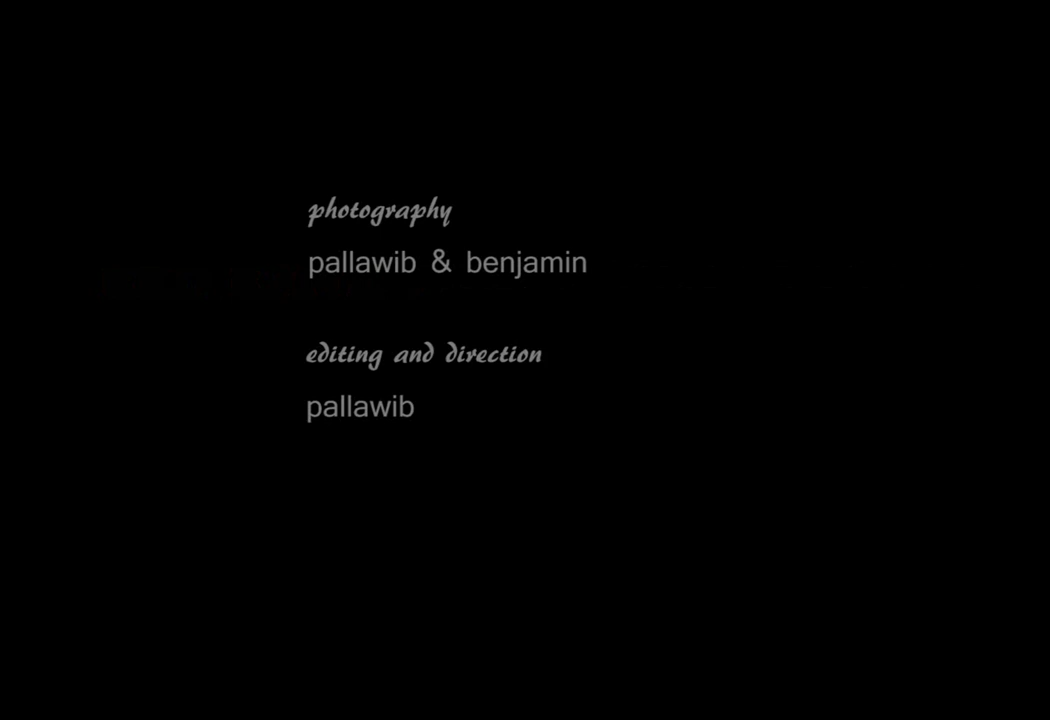 photography
pallawib & benjamin
editing and direction
pallawib